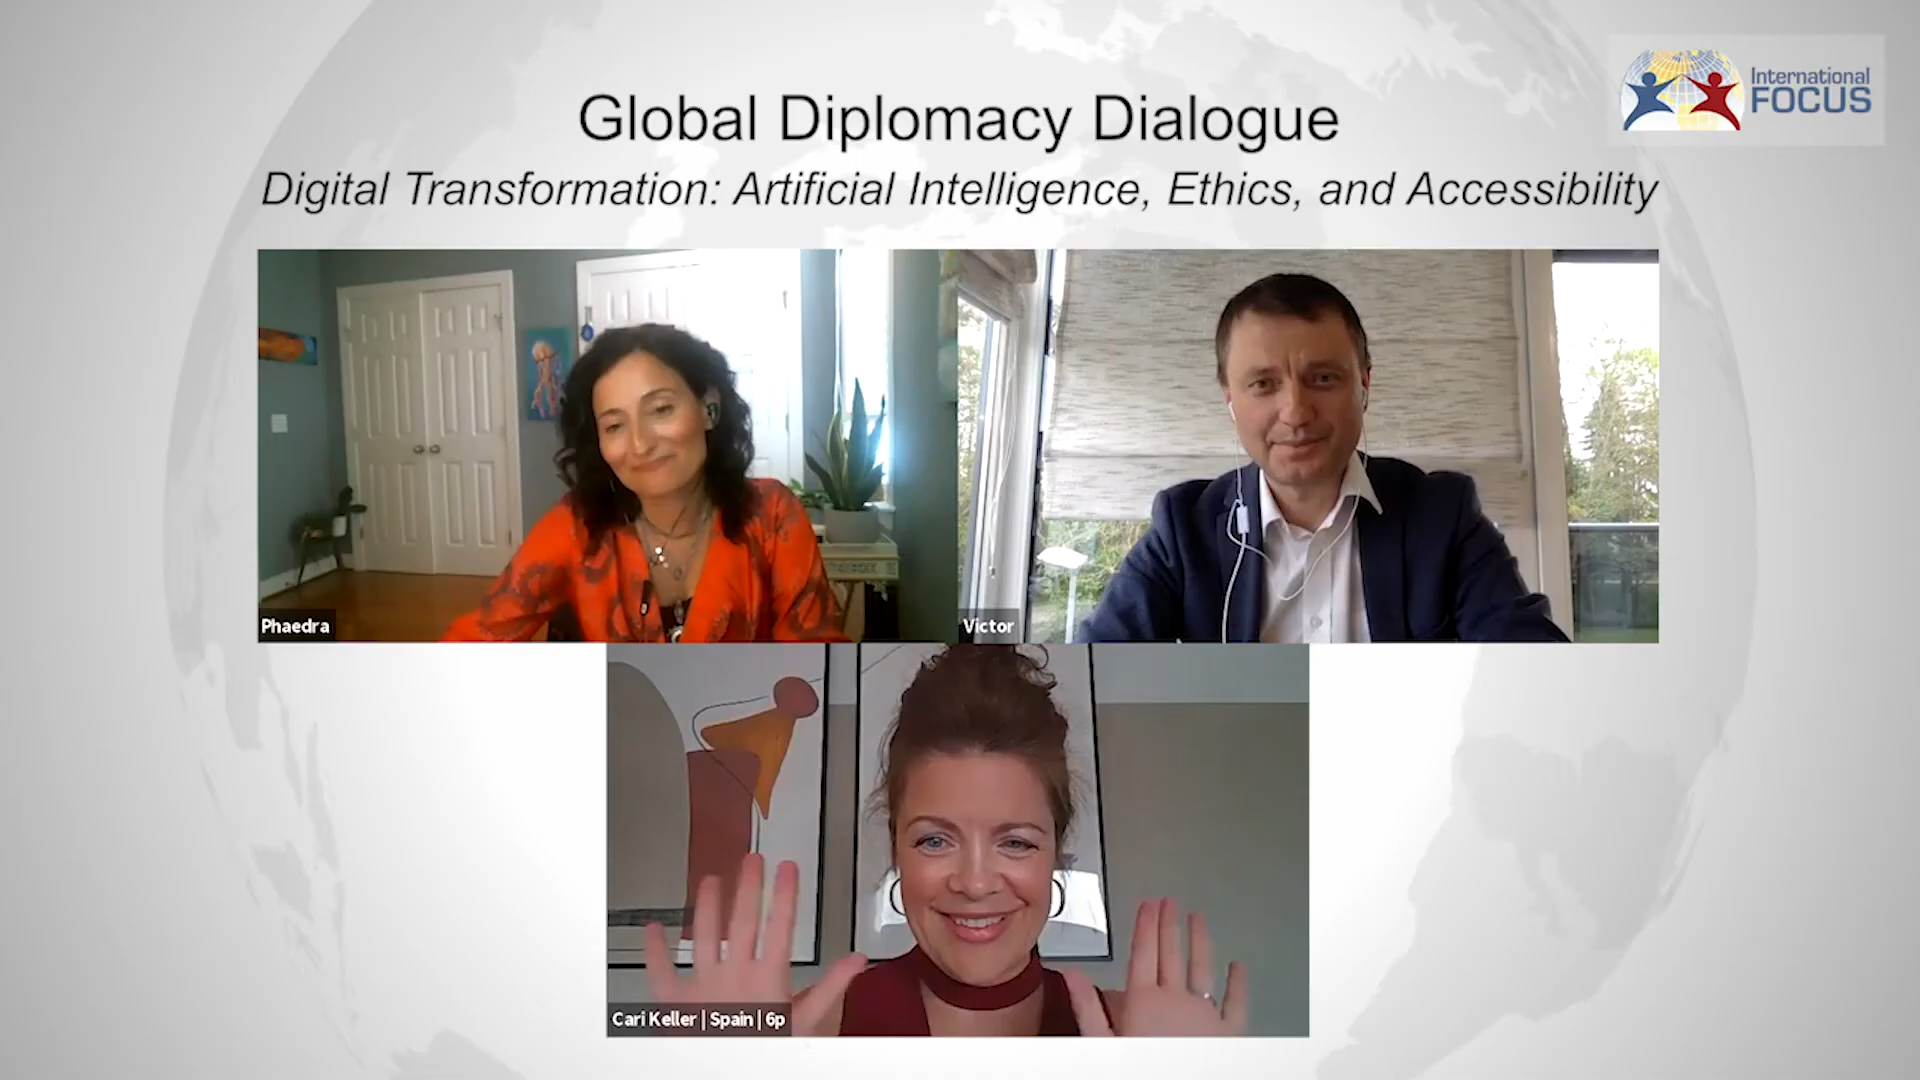 International
FOCUS
Global Diplomacy Dialogue
Digital Transformation: Artificial Intelligence, Ethics, and Accessibility
Phaedra
Victor
Cari Keller | Spain | 6p